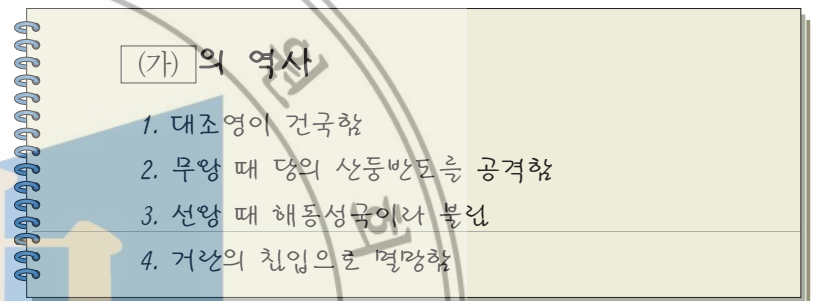 (가)의 역사
1. 대조영이 건국함
2. 무왕 때 당의 산둥반도를 공격함
3. 선왕 때 해동성국이라 불림
4. 거란의 침입으로 멸망함